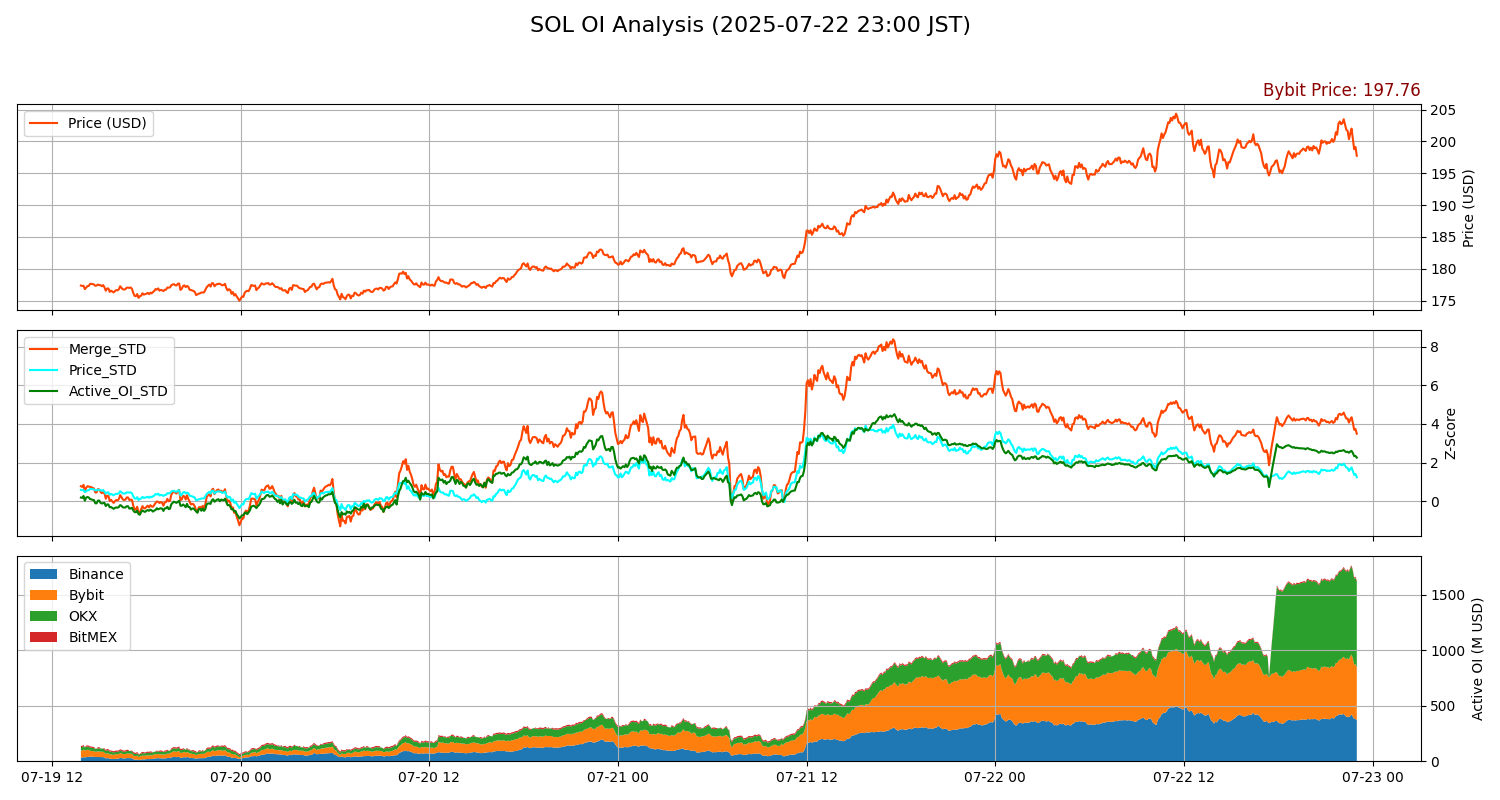 SOL OI Analysis (2025-07-22 23:00 JST)
Bybit Price: 197.76
Price (USD)
205
200
195
190
185
180
175
Price (USD)
Merge_STD
Price_STD
Active_OI_STD
8
6
4
2
0
Z-Score
Binance
Bybit
OKX
BitMEX
1500
1000
500
0
Active OI (M USD)
07-19 12
07-20 00
07-20 12
07-21 00
07-21 12
07-22 00
07-22 12
07-23 00